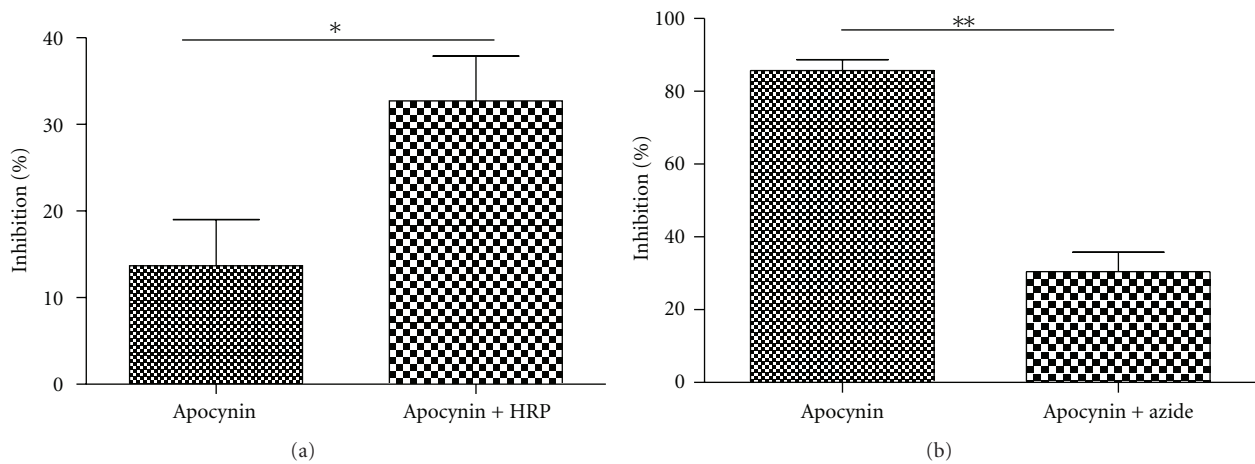 *
40
30
20
10
0
Inhibition (%)
Apocynin
Apocynin + HRP
(a)
**
100
80
60
40
20
0
Inhibition (%)
Apocynin
Apocynin + azide
(b)